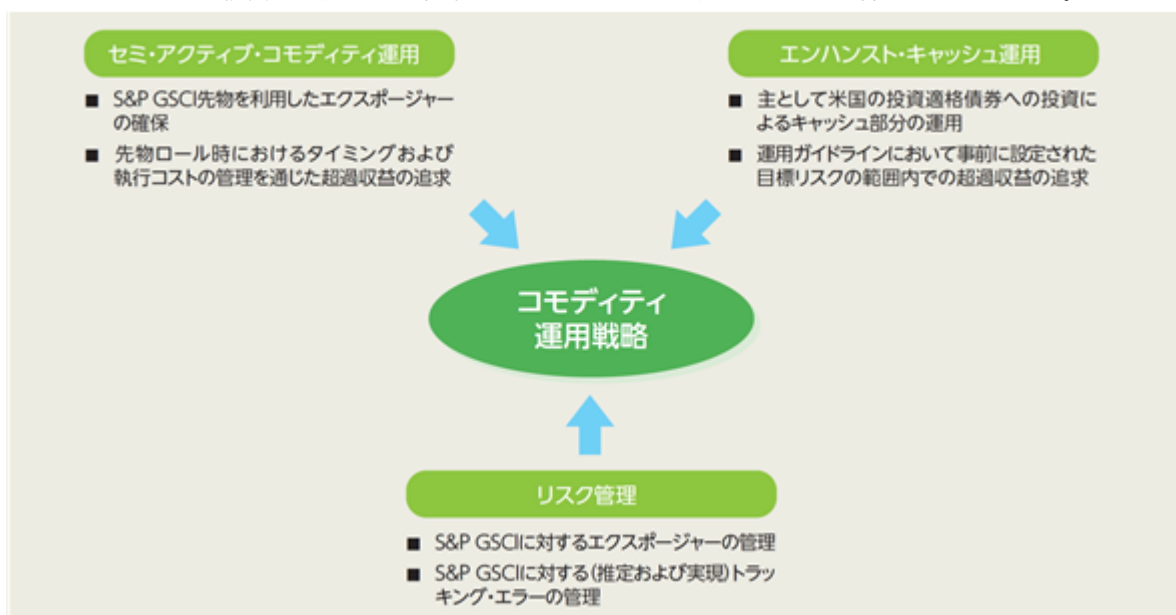 セミ・アクティブ・コモディティ運用
■ S&P GSCI先物を利用したエクスポージャー
の確保
■ 先物ロール時におけるタイミングおよび
執行コストの管理を通じた超過収益の追求
エンハンスト・キャッシュ運用
■ 主として米国の投資適格債券への投資に
よるキャッシュ部分の運用
■ 運用ガイドラインにおいて事前に設定された
目標リスクの範囲内での超過収益の追求
コモディティ
運用戦略
リスク管理
■ S&P GSCIに対するエクスポージャーの管理
■ S&P GSCIに対する(推定および実現)トラッ
キング・エラーの管理